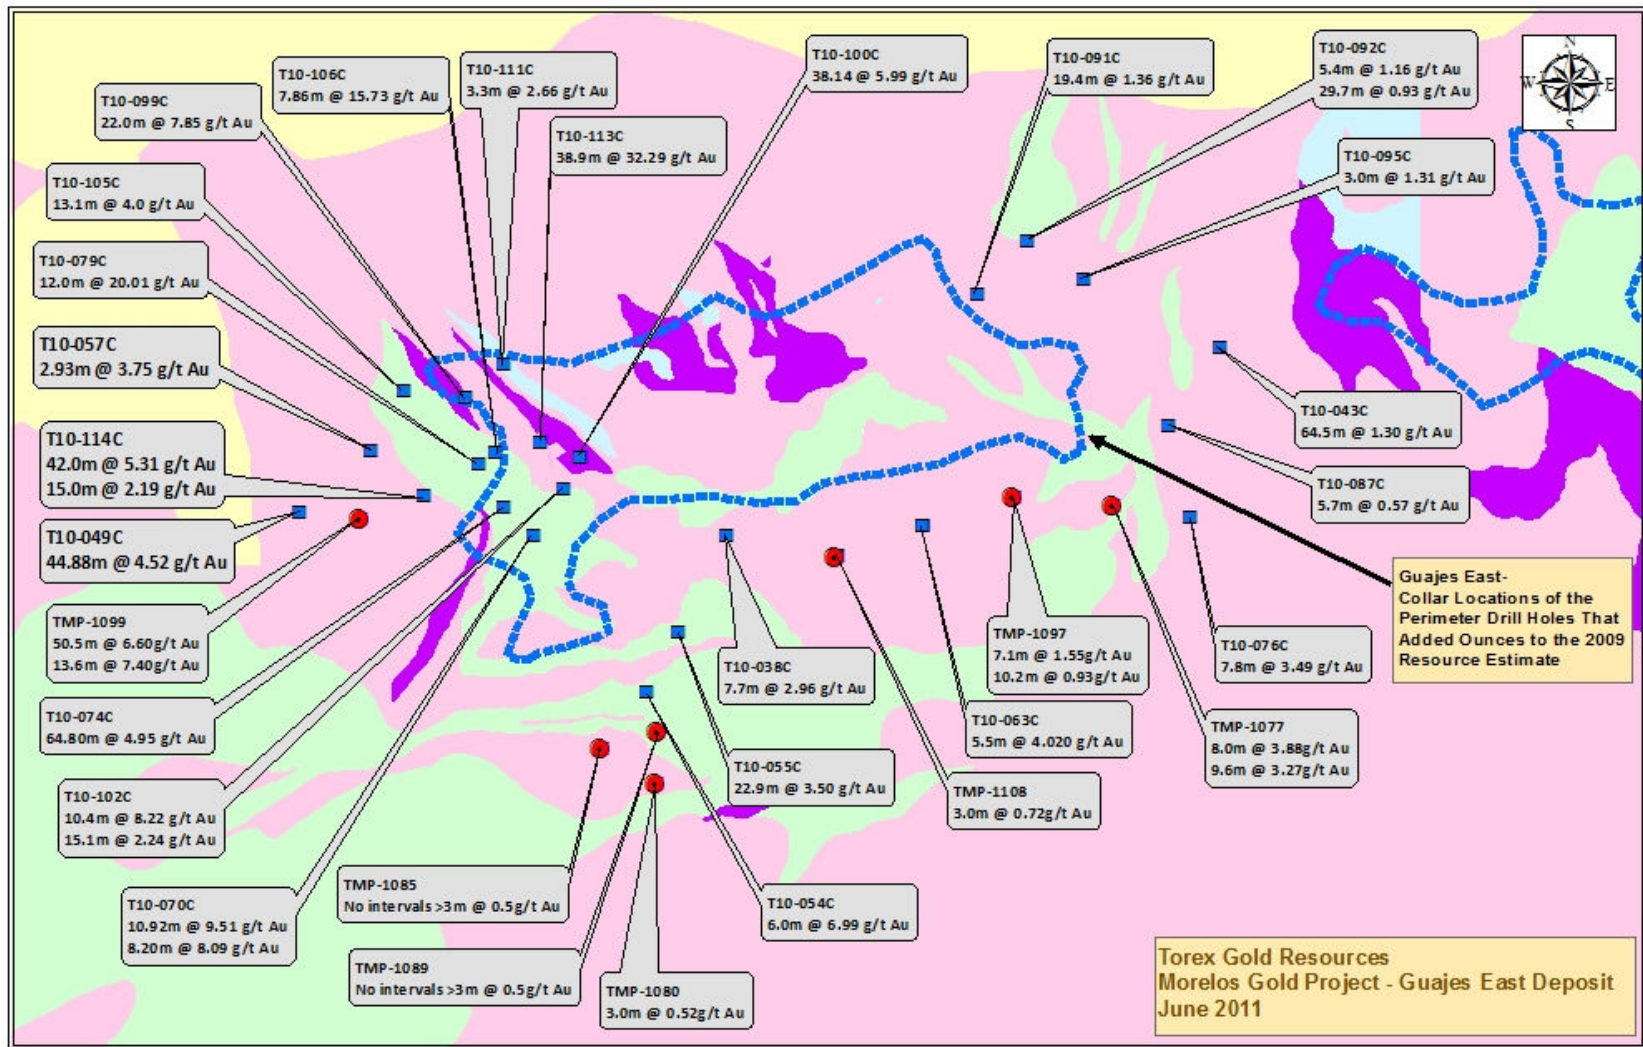 T10-106C
7.86m @ 15.73 g/t Au
T10-111C
3.3m @ 2.66 g/t Au
T10-100C
38.14 @ 5.99 g/t Au
T10-091C
19.4m @ 1.36 g/t Au
T10-092C
5.4m @ 1.16 g/t Au
29.7m @ 0.93 g/t Au
N
W
E
S
T10-099C
22.0m @ 7.85 g/t Au
T10-113C
38.9m @ 32.29 g/t Au
T10-095C
3.0m @ 1.31 g/t Au
T10-105C
13.1m @ 4.0 g/t Au
T10-079C
12.0m @ 20.01 g/t Au
T10-057C
2.93m @ 3.75 g/t Au
T10-043C
64.5m @ 1.30 g/t Au
T10-114C
42.0m @ 5.31 g/t Au
15.0m @ 2.19 g/t Au
T10-087C
5.7m @ 0.57 g/t Au
T10-049C
44.88m @ 4.52 g/t Au
Guajes East-
Collar Locations of the
Perimeter Drill Holes That
Added Ounces to the 2009
Resource Estimate
TMP-1099
50.5m @ 6.60g/t Au
13.6m @ 7.40g/t Au
TMP-1097
7.1m @ 1.55g/t Au
10.2m @ 0.93g/t Au
T10-076C
7.8m @ 3.49 g/t Au
T10-038C
7.7m @ 2.96 g/t Au
T10-074C
64.80m @ 4.95 g/t Au
T10-063C
5.5m @ 4.020 g/t Au
TMP-1077
8.0m @ 3.88g/t Au
9.6m @ 3.27g/t Au
T10-055C
22.9m @ 3.50 g/t Au
TMP-1108
3.0m @ 0.72g/t Au
T10-102C
10.4m @ 8.22 g/t Au
15.1m @ 2.24 g/t Au
TMP-1085
No intervals >3m @ 0.5g/t Au
T10-054C
6.0m @ 6.99 g/t Au
T10-070C
10.92m @ 9.51 g/t Au
8.20m @ 8.09 g/t Au
TMP-1089
No intervals >3m @ 0.5g/t Au
TMP-1080
3.0m @ 0.52g/t Au
Torex Gold Resources
Morelos Gold Project - Guajes East Deposit
June 2011